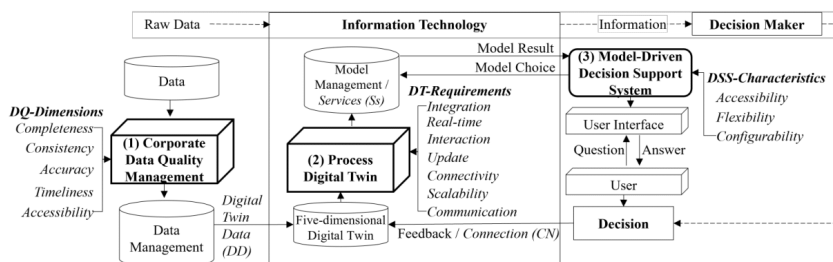 Raw Data
Information Technology
Information
Decision Maker
Data
DQ-Dimensions
Completeness
Consistency
Accuracy
Timeliness
Accessibility
(1) Corporate
Data Quality
Management
Data
Management
Digital
Twin
Data
(DD)
Model
Management /
Services (Ss)
(2) Process
Digital Twin
Five-dimensional
Digital Twin
Model Result
Model Choice
DT-Requirements
Integration
Real-time
Interaction
Update
Connectivity
Scalability
Communication
Feedback / Connection (CN)
(3) Model-Driven
Decision Support
System
User Interface
Question
Answer
User
Decision
DSS-Characteristics
Accessibility
Flexibility
Configurability